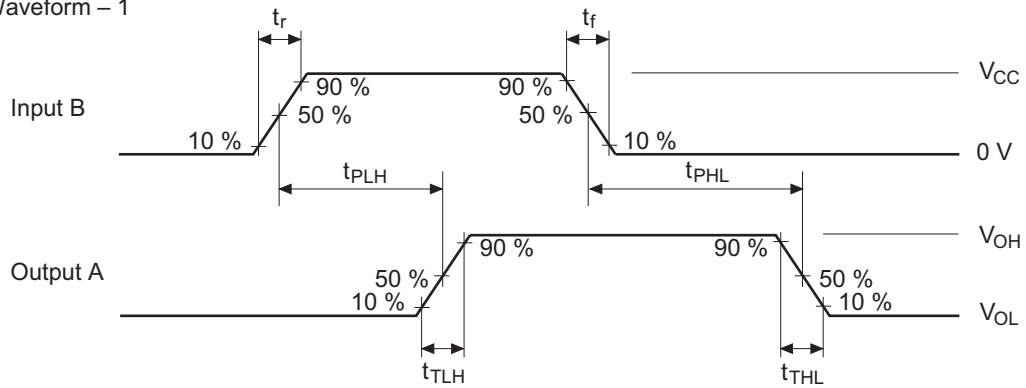 Waveform – 1
tr
tf
VCC
90 %
90 %
Input B
50 %
50 %
10 %
10 %
0 V
tPLH
tPHL
VOH
90 %
90 %
Output A
50 %
50 %
10 %
10 %
VOL
tTLH
tTHL